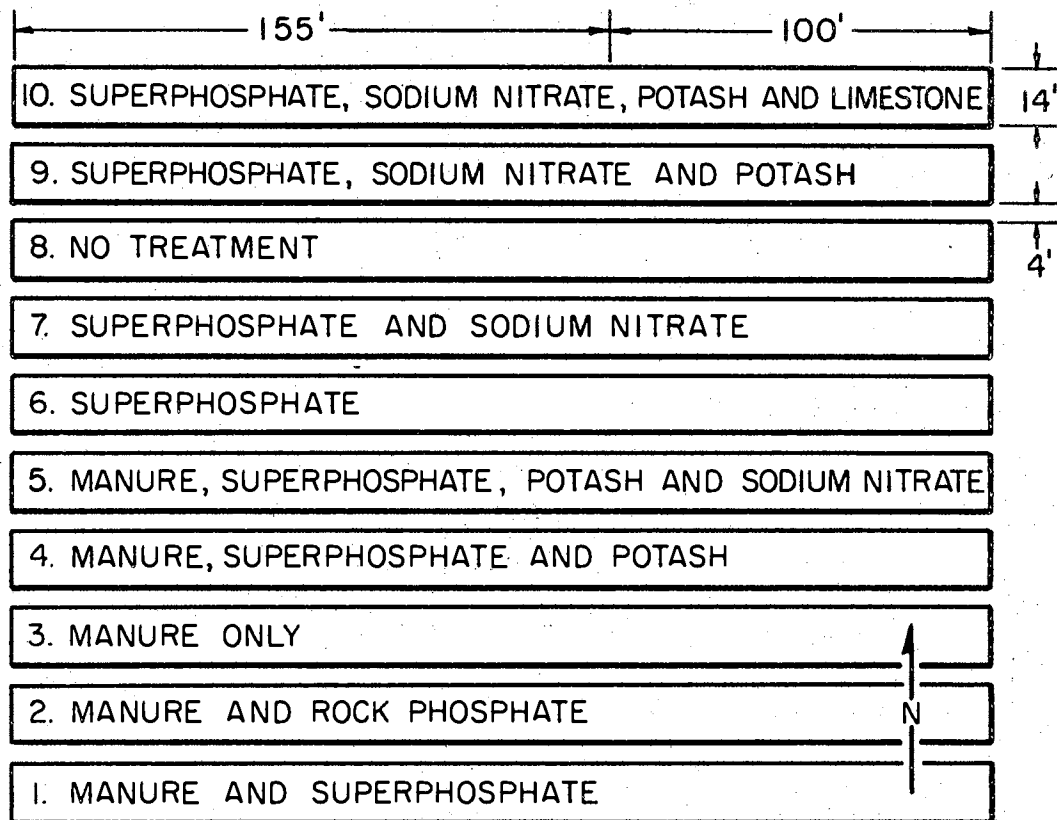 155' 100'
10. SUPERPHOSPHATE, SODIUM NITRATE, POTASH AND LIMESTONE 14'
9. SUPERPHOSPHATE, SODIUM NITRATE AND POTASH
8. NO TREATMENT 4'
7. SUPERPHOSPHATE AND SODIUM NITRATE
6. SUPERPHOSPHATE
5. MANURE, SUPERPHOSPHATE, POTASH AND SODIUM NITRATE
4. MANURE, SUPERPHOSPHATE AND POTASH
3. MANURE ONLY
2. MANURE AND ROCK PHOSPHATE N
1. MANURE AND SUPERPHOSPHATE